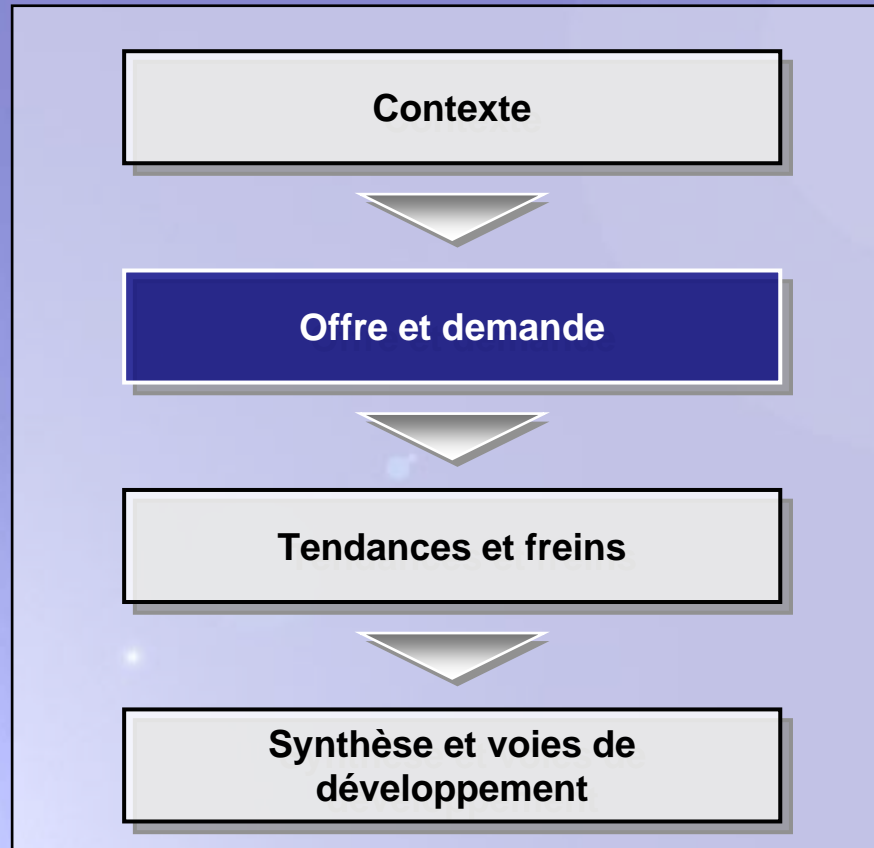 Contexte
Offre et demande
Tendances et freins
Synthèse et voies de
développement